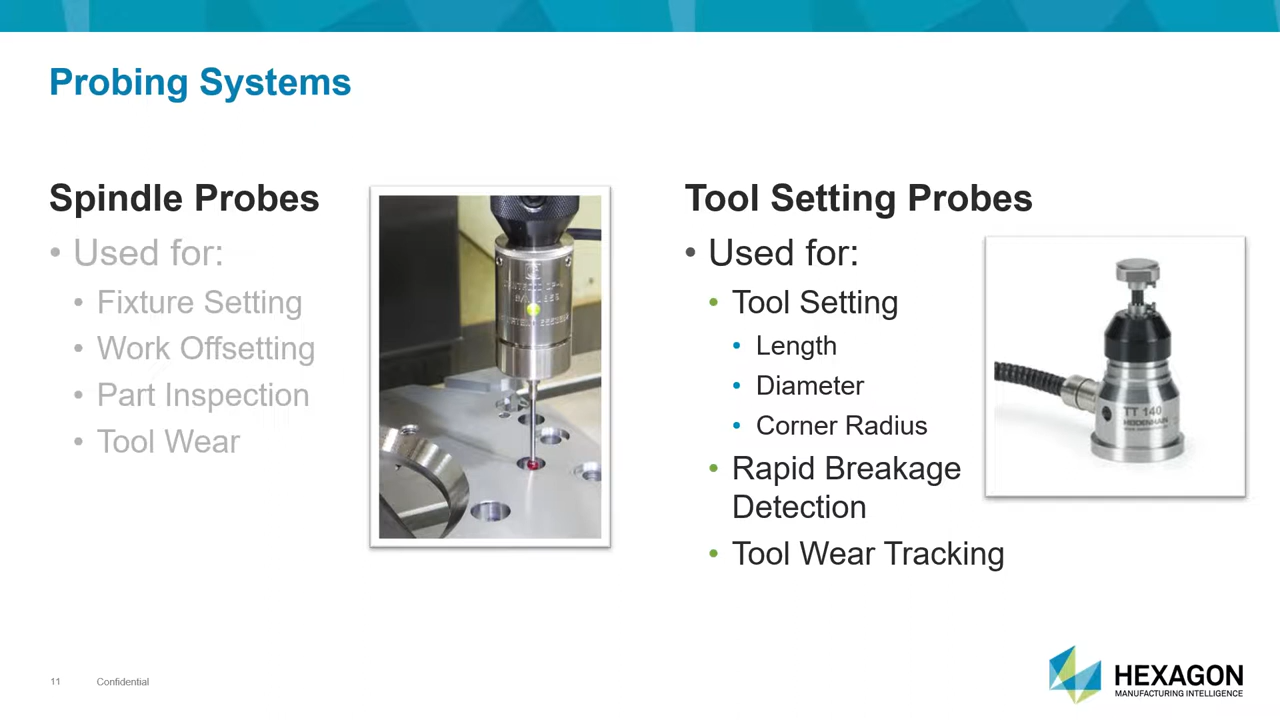 Probing Systems
Spindle Probes
• Used for:
• Fixture Setting
• Work Offsetting
• Part Inspection
• Tool Wear
Tool Setting Probes
• Used for:
• Tool Setting
• Length
• Diameter
• Corner Radius
• Rapid Breakage
Detection
• Tool Wear Tracking
TT 140
HEIDENHAIN
11
Confidential
HEXAGON
MANUFACTURING INTELLIGENCE